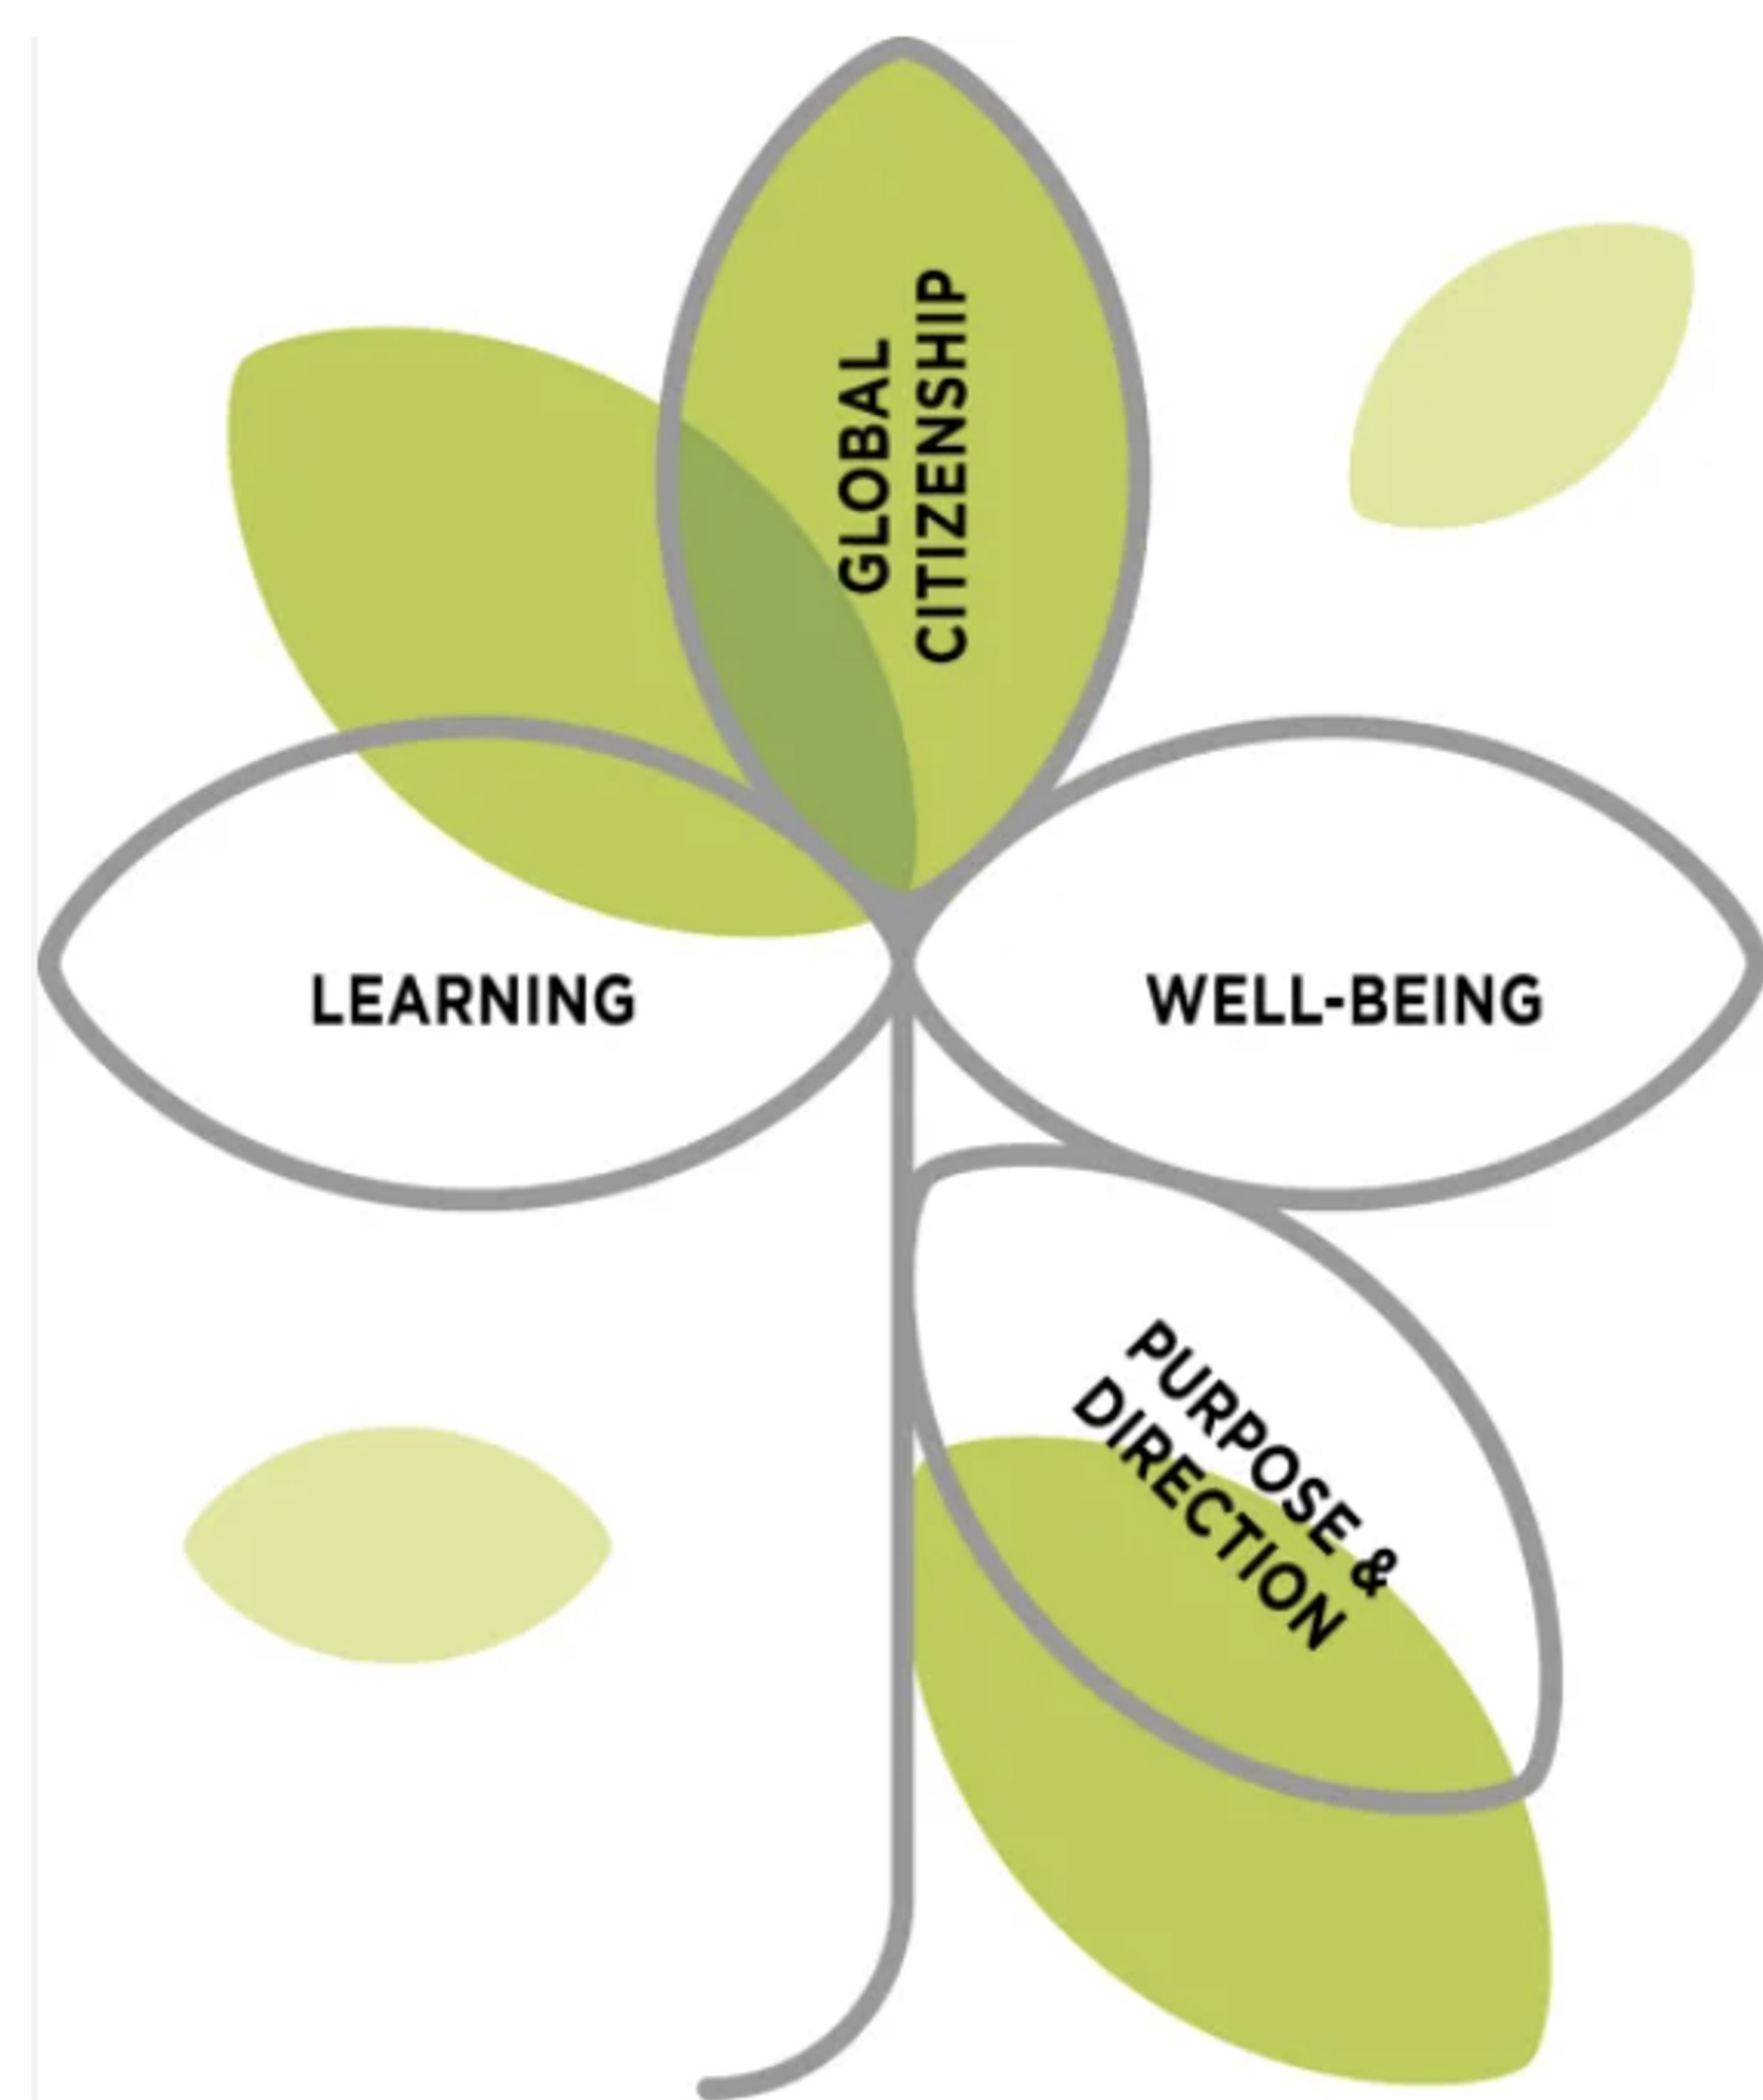 GLOBAL
CITIZENSHIP
LEARNING
WELL-BEING
PURPOSE &
DIRECTION